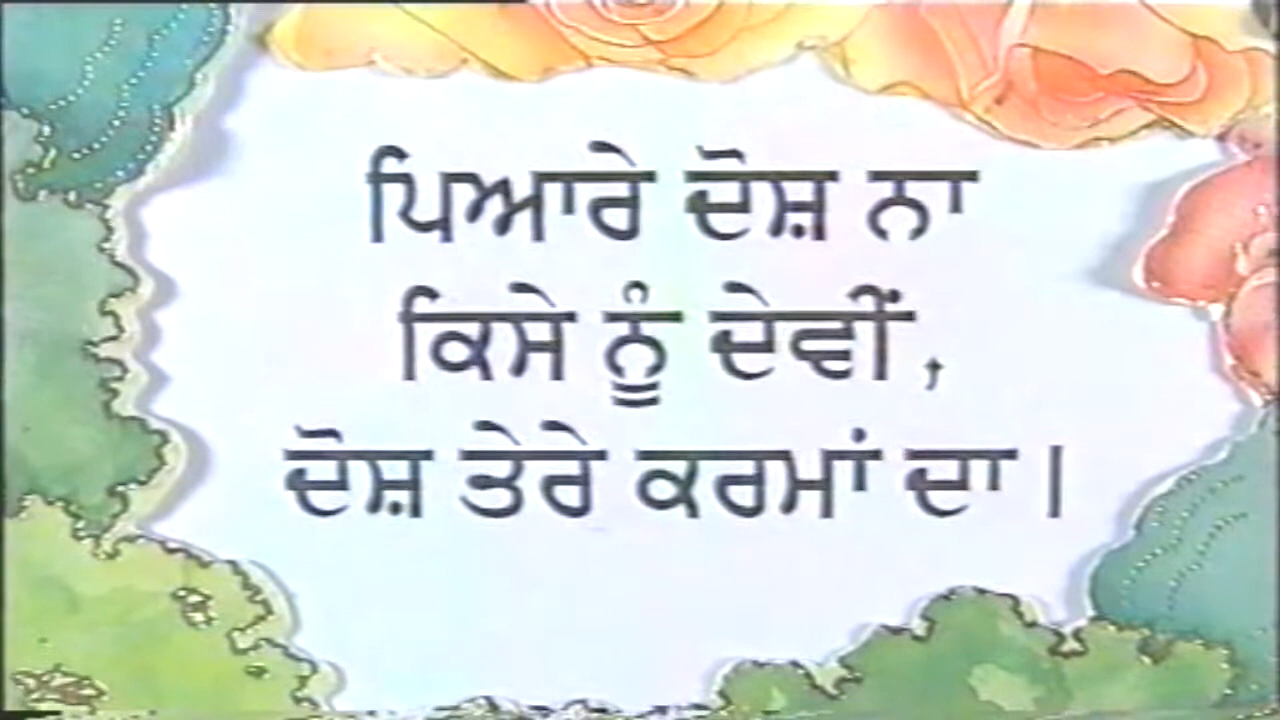 ਪਿਆਰੇ ਦੋਸ਼ ਨਾ
ਕਿਸੇ ਨੂੰ ਦੇਵੀਂ,
ਦੋਸ਼ ਤੇਰੇ ਕਰਮਾਂ ਦਾ।